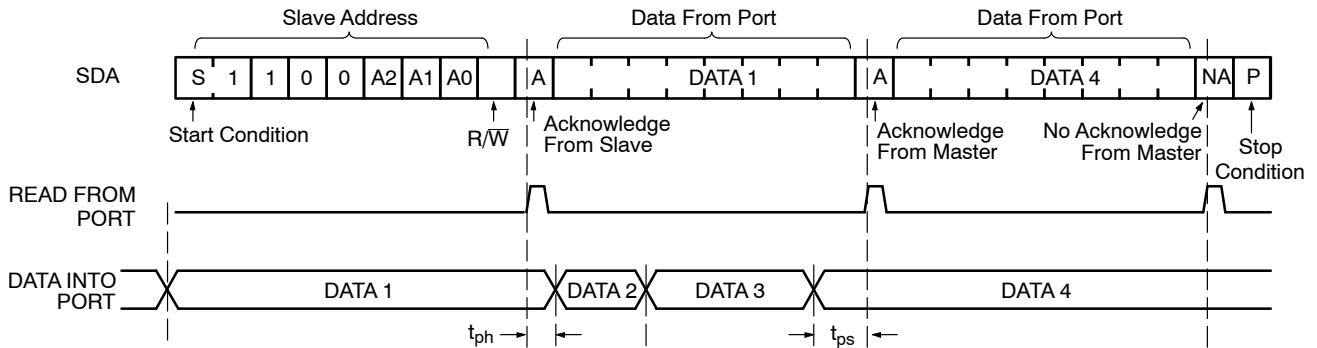 Slave Address
Data From Port
Data From Port
SDA
S 1 1 0 0 A2 A1 A0 A DATA 1 A DATA 4 NA P
Start Condition
R/W̅
Acknowledge
From Slave
Acknowledge
From Master
No Acknowledge
From Master
Stop
Condition
READ FROM
PORT
DATA INTO
PORT
DATA 1
DATA 2
DATA 3
DATA 4
tph
tps